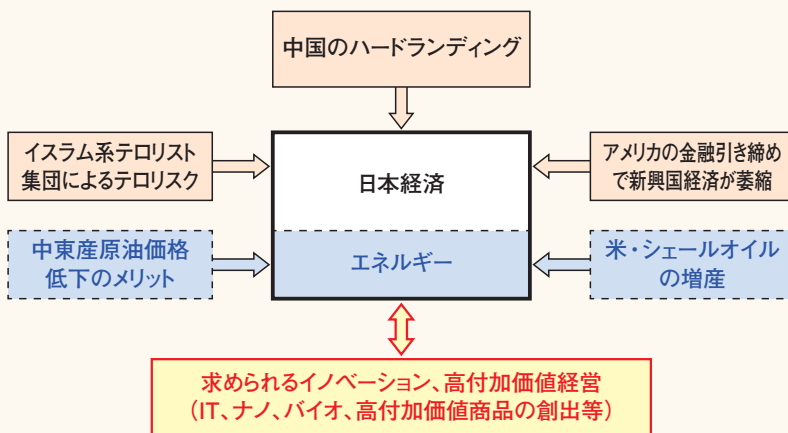 中国のハードランディング
イスラム系テロリスト
集団によるテロリスク
日本経済
アメリカの金融引き締め
で新興国経済が萎縮
中東産原油価格
低下のメリット
エネルギー
米・シェールオイル
の増産
求められるイノベーション、高付加価値経営
(IT、ナノ、バイオ、高付加価値商品の創出等)